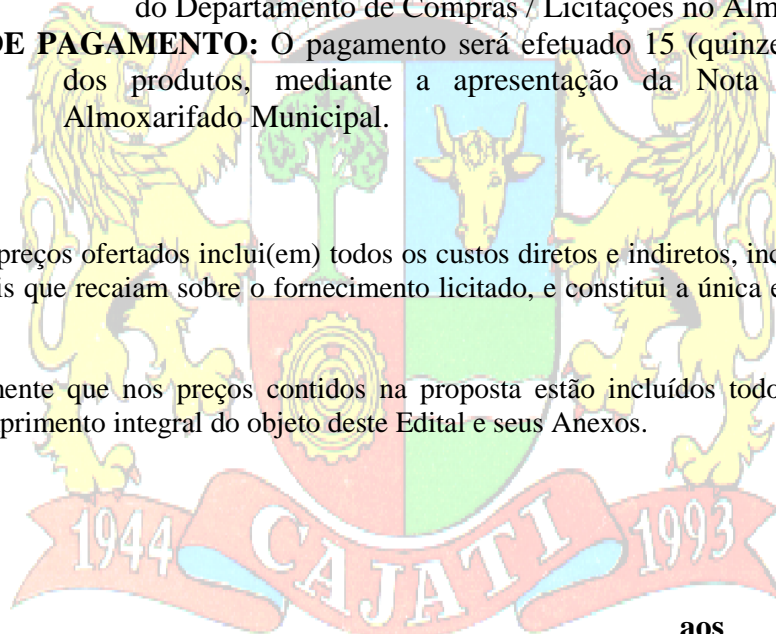 do Departamento de Compras / Licitações no Alm
DE PAGAMENTO: O pagamento será efetuado 15 (quinze
dos produtos, mediante a apresentação da Nota
Almoxarifado Municipal.
preços ofertados inclui(em) todos os custos diretos e indiretos, inc
is que recaiam sobre o fornecimento licitado, e constitui a única e
mente que nos preços contidos na proposta estão incluídos todo
primento integral do objeto deste Edital e seus Anexos.
1944 CAJATI 1993
aos